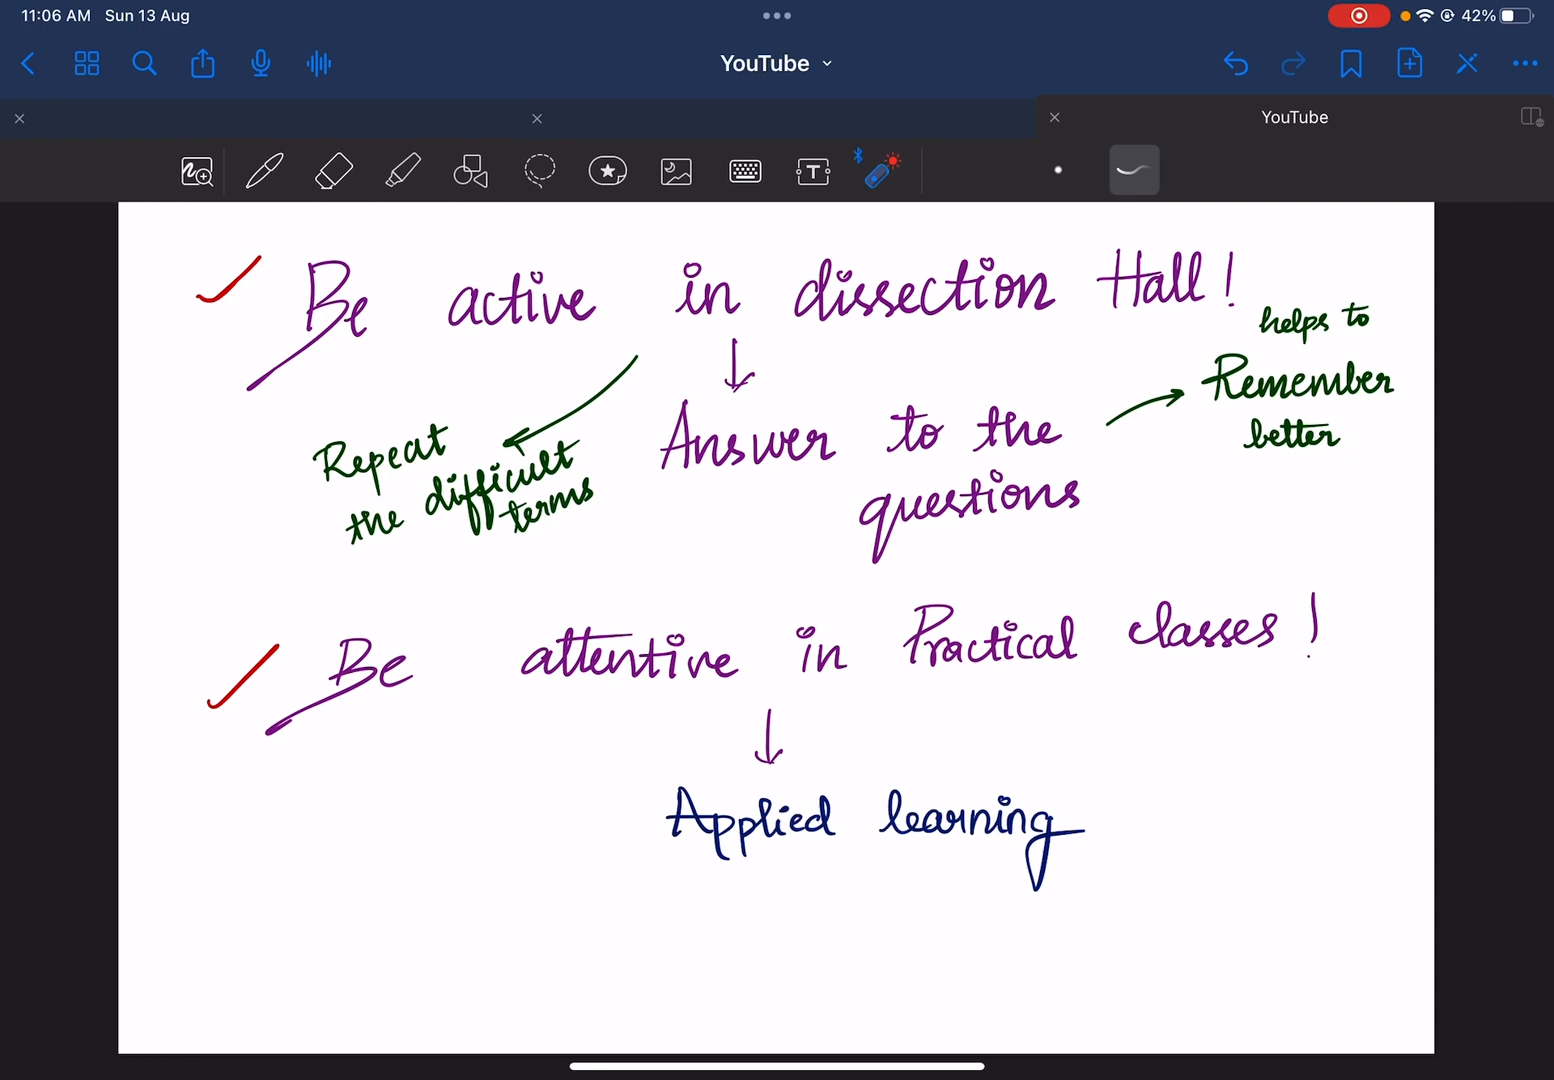 11:06 AM Sun 13 Aug
42%
YouTube
YouTube
T
Be active in dissection Hall!
helps to
Remember
better
Answer to the
questions
Repeat
the difficult
terms
Be attentive in Practical classes!
Applied learning